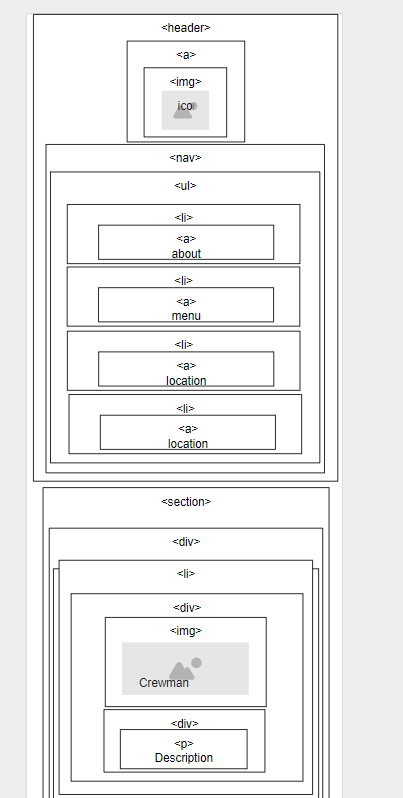 <header>
<a>
<img>
ico
<nav>
<ul>
<li>
<a>
about
<li>
<a>
menu
<li>
<a>
location
<li>
<a>
location
<section>
<div>
<li>
<div>
<img>
Crewman
<div>
<p>
Description